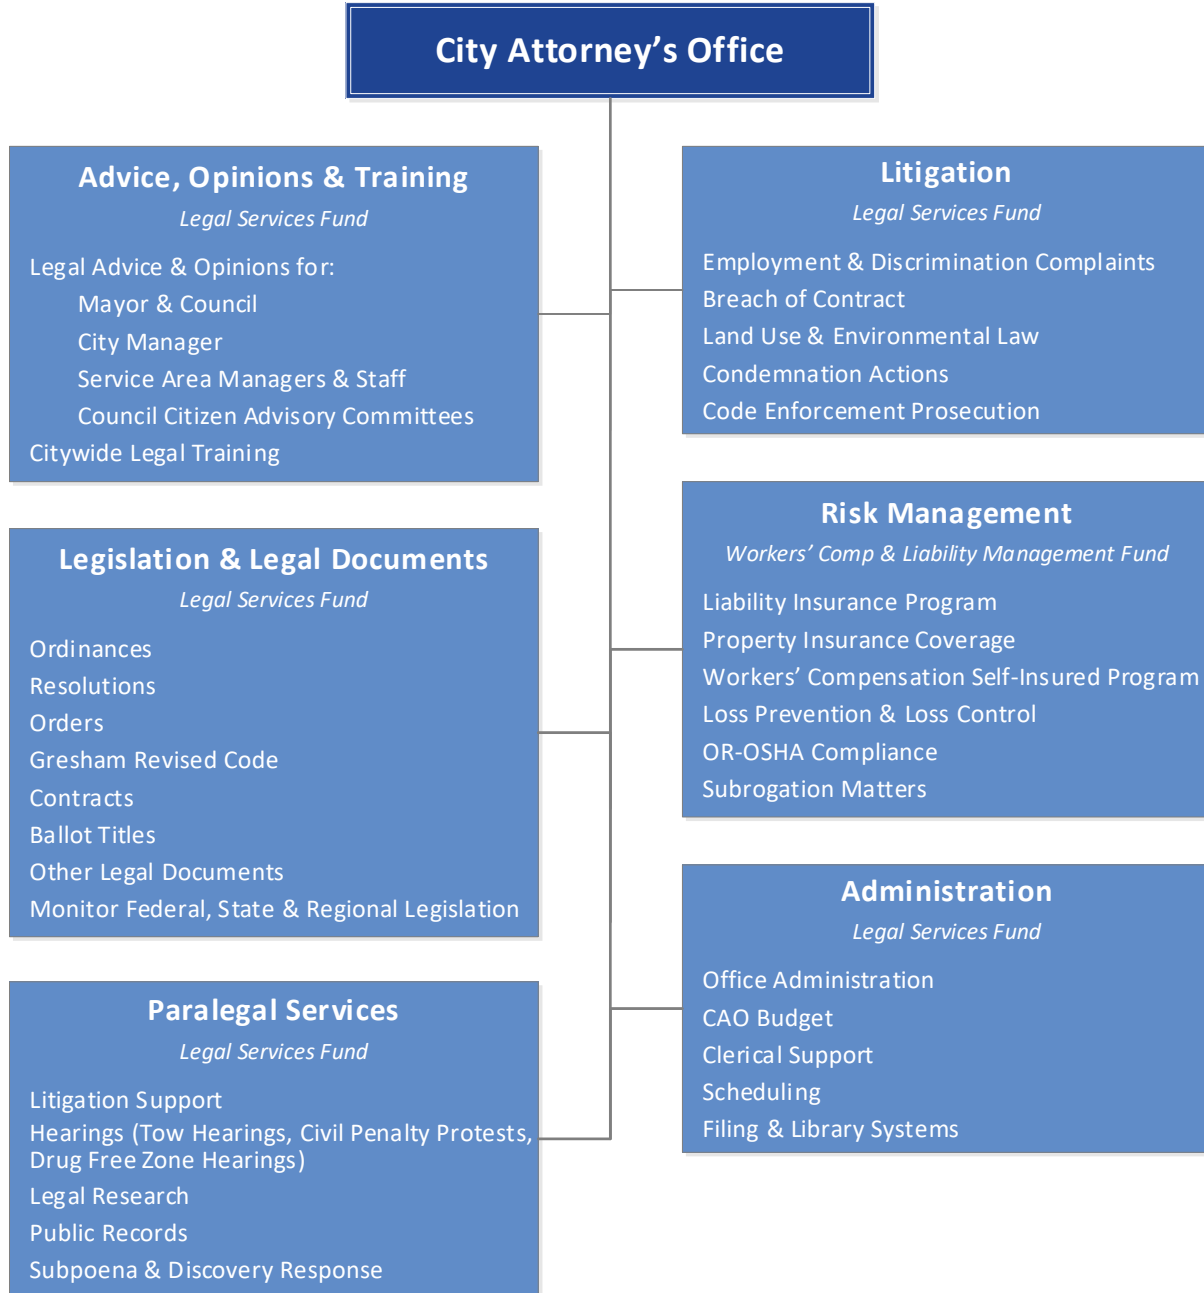 City Attorney’s Office
Advice, Opinions & Training
Legal Services Fund
Legal Advice & Opinions for:
Mayor & Council
City Manager
Service Area Managers & Staff
Council Citizen Advisory Committees
Citywide Legal Training
Legislation & Legal Documents
Legal Services Fund
Ordinances
Resolutions
Orders
Gresham Revised Code
Contracts
Ballot Titles
Other Legal Documents
Monitor Federal, State & Regional Legislation
Paralegal Services
Legal Services Fund
Litigation Support
Hearings (Tow Hearings, Civil Penalty Protests,
Drug Free Zone Hearings)
Legal Research
Public Records
Subpoena & Discovery Response
Litigation
Legal Services Fund
Employment & Discrimination Complaints
Breach of Contract
Land Use & Environmental Law
Condemnation Actions
Code Enforcement Prosecution
Risk Management
Workers’ Comp & Liability Management Fund
Liability Insurance Program
Property Insurance Coverage
Workers’ Compensation Self-Insured Program
Loss Prevention & Loss Control
OR-OSHA Compliance
Subrogation Matters
Administration
Legal Services Fund
Office Administration
CAO Budget
Clerical Support
Scheduling
Filing & Library Systems